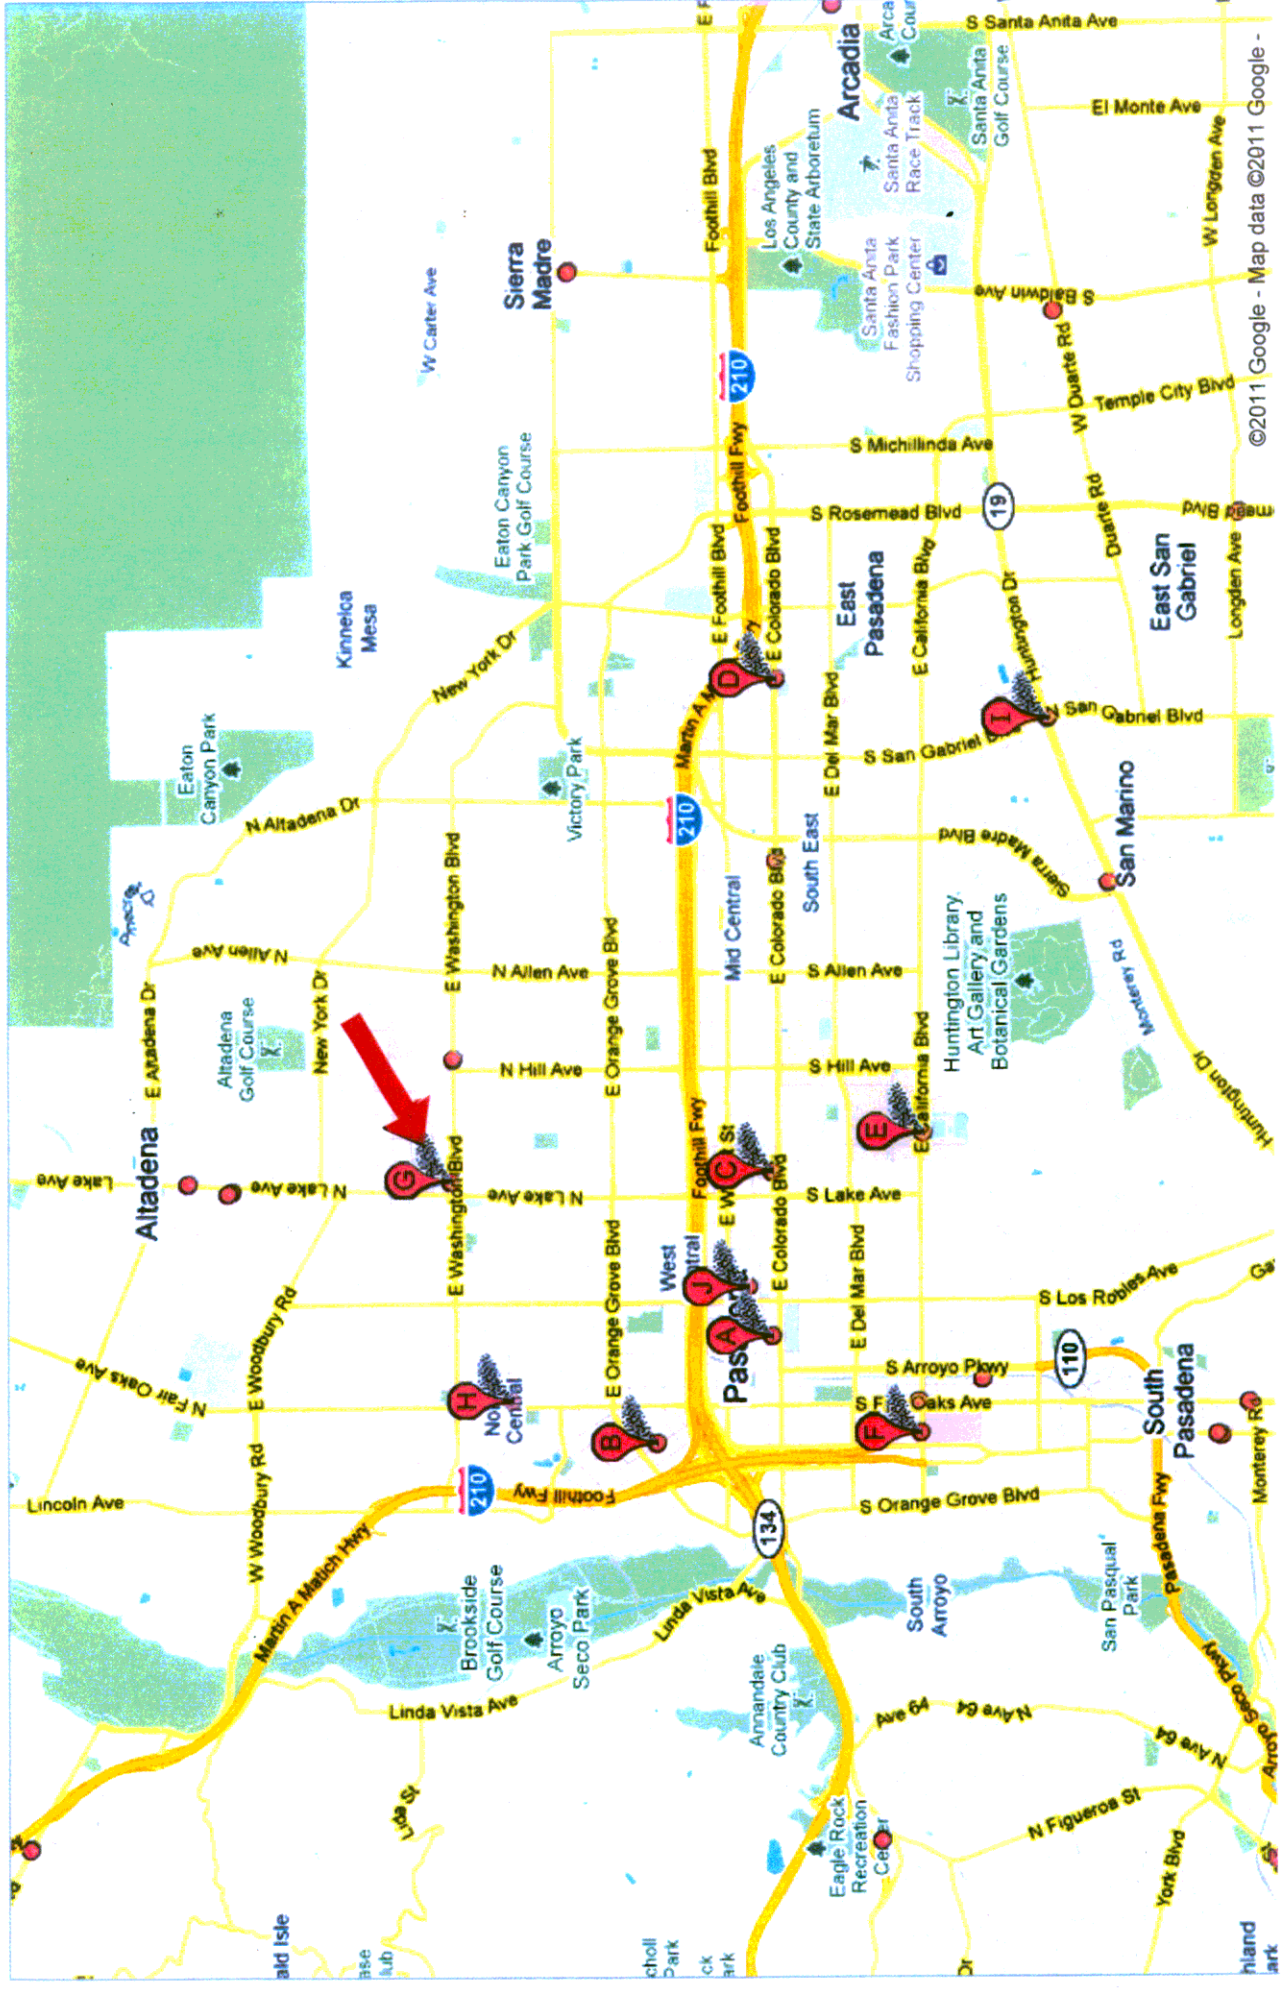 Lincoln Ave
N Fair Oaks Ave
Altadena
Lake Ave
N Lake Ave
E Altadena Dr
N Allen Ave
N Altadena Dr
Eaton
Canyon Park
Kinneloa
Mesa
W Carter Ave
Sierra
Madre
W Woodbury Rd
E Woodbury Rd
Altadena
Golf Course
New York Dr
New York Dr
Eaton Canyon
Park Golf Course
Martin A Matich Hwy
210
Foothill Fwy
H
Central
G
E Washington Blvd
E Washington Blvd
E Washington Blvd
N Lake Ave
N Hill Ave
N Allen Ave
Victory Park
Brookside
Golf Course
Arroyo
Seco Park
Linda Vista Ave
Linda Vista Ave
Lida St
B
E Orange Grove Blvd
E Orange Grove Blvd
E Orange Grove Blvd
West
J
A
C
Foothill Fwy
210
Martin A M
D
E Foothill Blvd
Foothill Fwy
210
Foothill Blvd
Mid Central
E Colorado Blvd
E Colorado Blvd
E Colorado Blvd
134
Annandale
Country Club
Eagle Rock
Recreation
Center
South
Arroyo
S Orange Grove Blvd
F
Oaks Ave
S Arroyo Pkwy
110
E Del Mar Blvd
S Lake Ave
E
E California Blvd
S Hill Ave
S Allen Ave
South East
E Del Mar Blvd
S San Gabriel
East
Pasadena
E California Blvd
S Rosemead Blvd
S Michillinda Ave
Los Angeles
County and
State Arboretum
Santa Anita
Fashion Park
Shopping Center
Santa Anita
Race Track
Arcadia
Santa Anita
Golf Course
S Santa Anita Ave
El Monte Ave
W Longden Ave
S Baldwin Ave
W Duarte Rd
Temple City Blvd
19
Duarte Rd
Huntington Dr
I
N San Gabriel Blvd
East San
Gabriel
Longden Ave
Sierra Madre Blvd
San Marino
Huntington Library,
Art Gallery and
Botanical Gardens
Monterey Rd
Huntington Dr
Huntington
S Los Robles Ave
South
Pasadena
Monterey Rd
Pasadena Fwy
San Pasqual
Park
Arroyo Seco Pkwy
Ave 64
N Ave 64
N Ave 64
N Figueroa St
York Blvd
©2011 Google - Map data ©2011 Google -